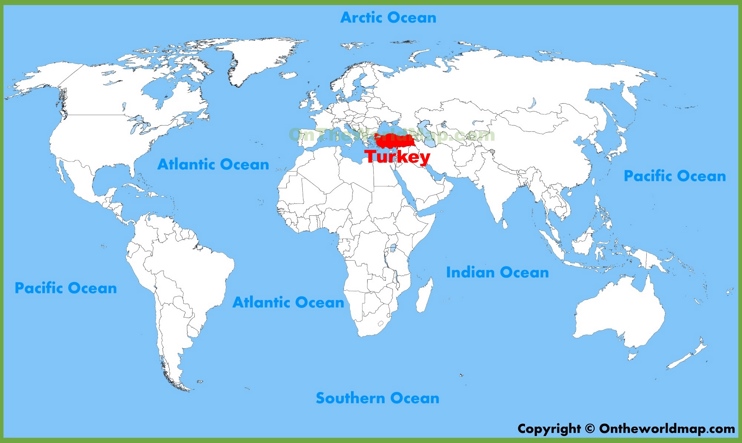 Arctic Ocean
OnTheWorldMap.com
Turkey
Atlantic Ocean
Pacific Ocean
Indian Ocean
Pacific Ocean
Atlantic Ocean
Southern Ocean
Copyright © Ontheworldmap.com